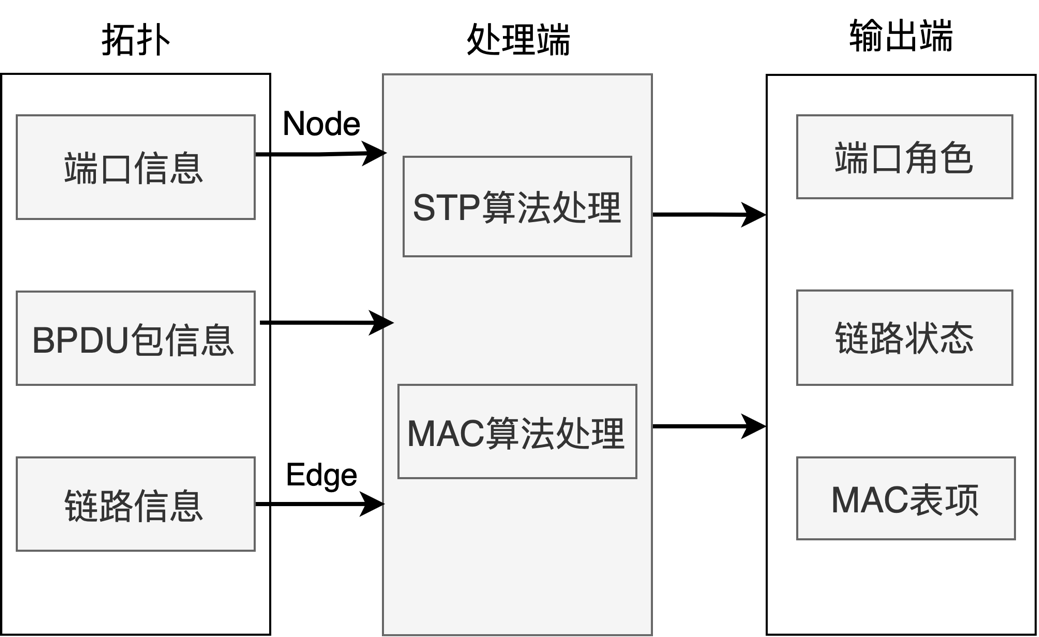 拓扑
处理端
输出端
端口信息
Node
BPDU包信息
链路信息
Edge
STP算法处理
MAC算法处理
端口角色
链路状态
MAC表项